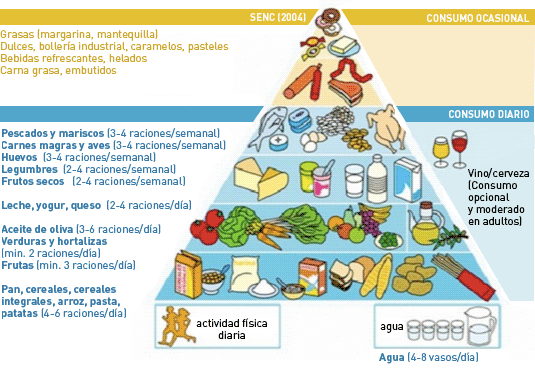 SENC (2004)
CONSUMO OCASIONAL
Grasas (margarina, mantequilla)
Dulces, bollería industrial, caramelos, pasteles
Bebidas refrescantes, helados
Carna grasa, embutidos
CONSUMO DIARIO
Pescados y mariscos (3-4 raciones/semanal)
Carnes magras y aves (3-4 raciones/semanal)
Huevos (3-4 raciones/semanal)
Legumbres (2-4 raciones/semanal)
Frutos secos (2-4 raciones/semanal)
Leche, yogur, queso (2-4 raciones/día)
Aceite de oliva (3-6 raciones/día)
Verduras y hortalizas
(min. 2 raciones/día)
Frutas (min. 3 raciones/día)
Pan, cereales, cereales
integrales, arroz, pasta,
patatas (4-6 raciones/día)
Vino/cerveza
(Consumo
opcional
y moderado
en adultos)
actividad física
diaria
agua
Agua (4-8 vasos/día)